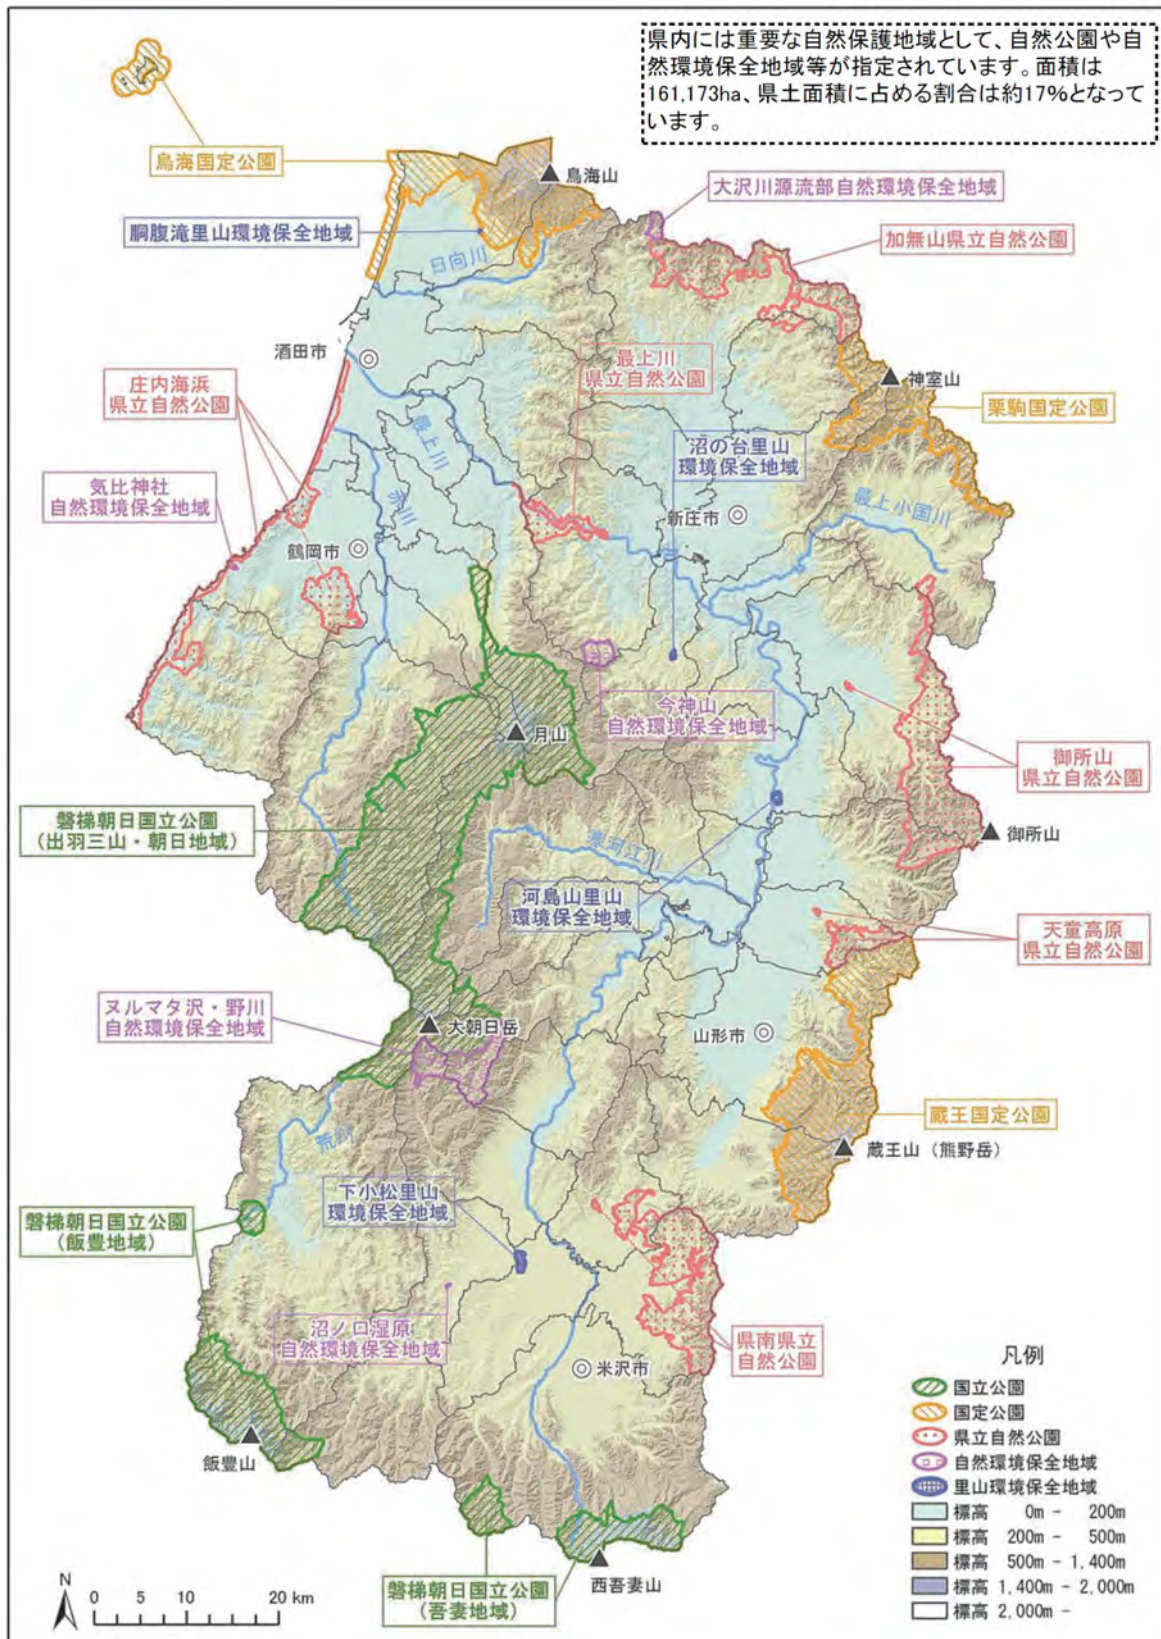 県内には重要な自然保護地域として、自然公園や自
然環境保全地域等が指定されています。面積は
161,173ha、県土面積に占める割合は約17%となって
います。
鳥海国定公園
鳥海山
大沢川源流部自然環境保全地域
胴腹滝里山環境保全地域
加無山県立自然公園
日向川
酒田市
最上川
県立自然公園
神室山
庄内海浜
県立自然公園
栗駒国定公園
最上川
沼の台里山
環境保全地域
気比神社
自然環境保全地域
赤川
最上小国川
新庄市
鶴岡市
今神山
自然環境保全地域
月山
御所山
県立自然公園
磐梯朝日国立公園
(出羽三山・朝日地域)
御所山
寒河江川
河島山里山
環境保全地域
天童高原
県立自然公園
ヌルマタ沢・野川
自然環境保全地域
大朝日岳
山形市
蔵王国定公園
荒川
蔵王山(熊野岳)
下小松里山
環境保全地域
磐梯朝日国立公園
(飯豊地域)
沼ノ口湿原
自然環境保全地域
県南県立
自然公園
米沢市
飯豊山
西吾妻山
磐梯朝日国立公園
(吾妻地域)
凡例
国立公園
国定公園
県立自然公園
自然環境保全地域
里山環境保全地域
標高 0m - 200m
標高 200m - 500m
標高 500m - 1,400m
標高 1,400m - 2,000m
標高 2,000m -
N
0 5 10 20 km